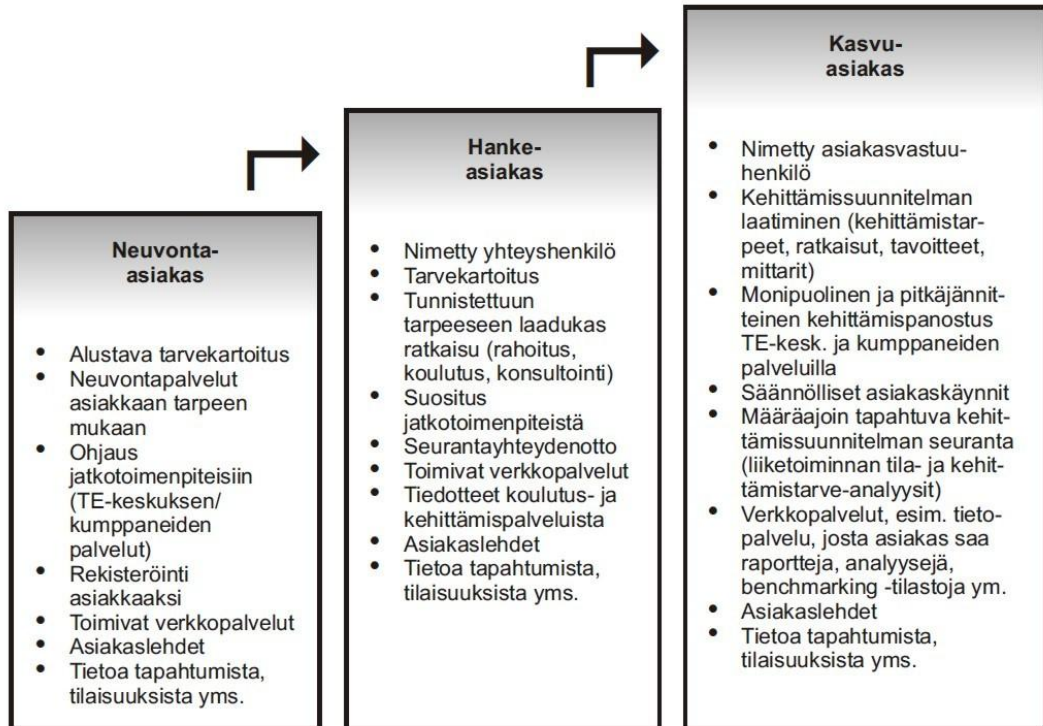 Neuvonta-
asiakas
• Alustava tarvekartoitus
• Neuvontapalvelut
asiakkaan tarpeen
mukaan
• Ohjaus
jatkotoimenpiteisiin
(TE-keskuksen/
kumppaneiden
palvelut)
• Rekisteröinti
asiakkaaksi
• Toimivat verkkopalvelut
• Asiakaslehdet
• Tietoa tapahtumista,
tilaisuuksista yms.
Hanke-
asiakas
• Nimetty yhteyshenkilö
• Tarvekartoitus
• Tunnistettuun
tarpeeseen laadukas
ratkaisu (rahoitus,
koulutus, konsultointi)
• Suositus
jatkotoimenpiteistä
• Seurantayhteydenotto
• Toimivat verkkopalvelut
• Tiedotteet koulutus- ja
kehittämispalveluista
• Asiakaslehdet
• Tietoa tapahtumista,
tilaisuuksista yms.
Kasvu-
asiakas
• Nimetty asiakasvastuu-
henkilö
• Kehittämissuunnitelman
laatiminen (kehittämistar-
peet, ratkaisut, tavoitteet,
mittarit)
• Monipuolinen ja pitkäjännit-
teinen kehittämispanostus
TE-kesk. ja kumppaneiden
palveluilla
• Säännölliset asiakaskäynnit
• Määräajoin tapahtuva kehit-
tämissuunnitelman seuranta
(liiketoiminnan tila- ja kehit-
tämistarve-analyysit)
• Verkkopalvelut, esim. tieto-
palvelu, josta asiakas saa
raportteja, analyysejä,
benchmarking -tilastoja ym.
• Asiakaslehdet
• Tietoa tapahtumista,
tilaisuuksista yms.